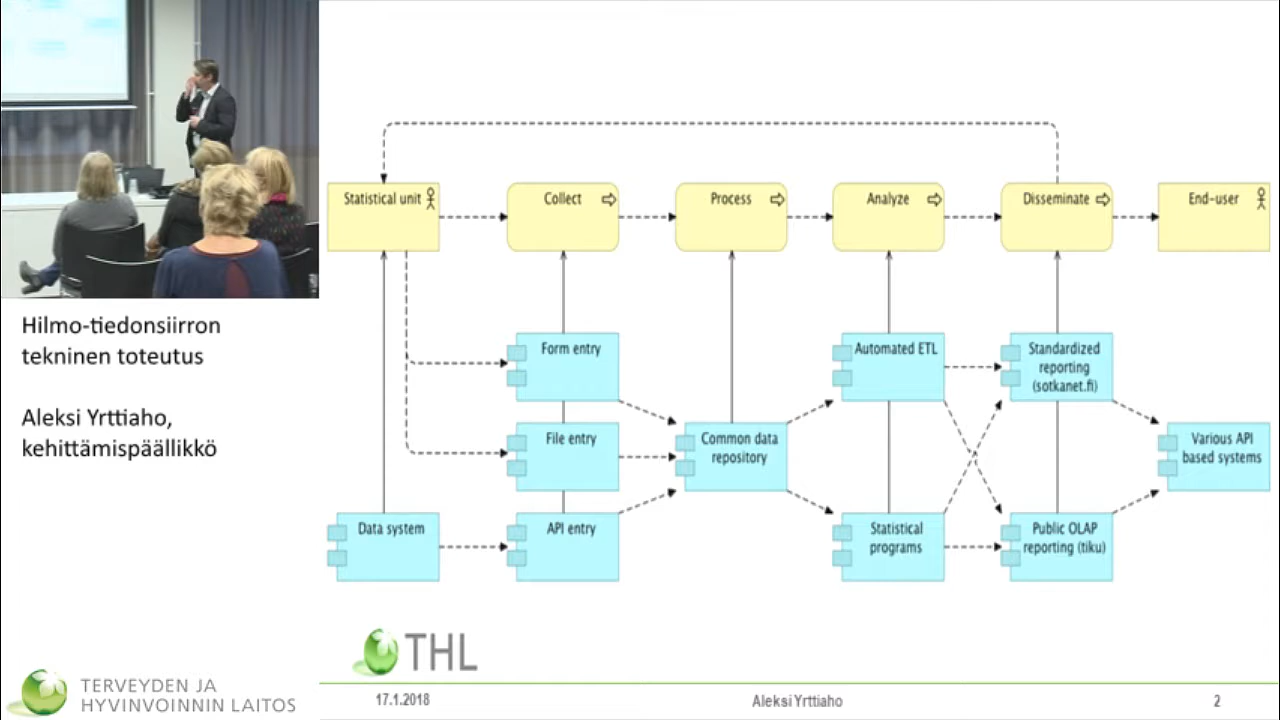 Hilmo-tiedonsiirron
tekninen toteutus
Aleksi Yrttiaho,
kehittämispäällikkö
TERVEYDEN JA
HYVINVOINNIN LAITOS
Statistical unit
Collect
Process
Analyze
Disseminate
End-user
Form entry
Automated ETL
Standardized
reporting
(sotkanet.fi)
File entry
Common data
repository
Various API
based systems
Data system
API entry
Statistical
programs
Public OLAP
reporting (tiku)
THL
17.1.2018
Aleksi Yrttiaho
2